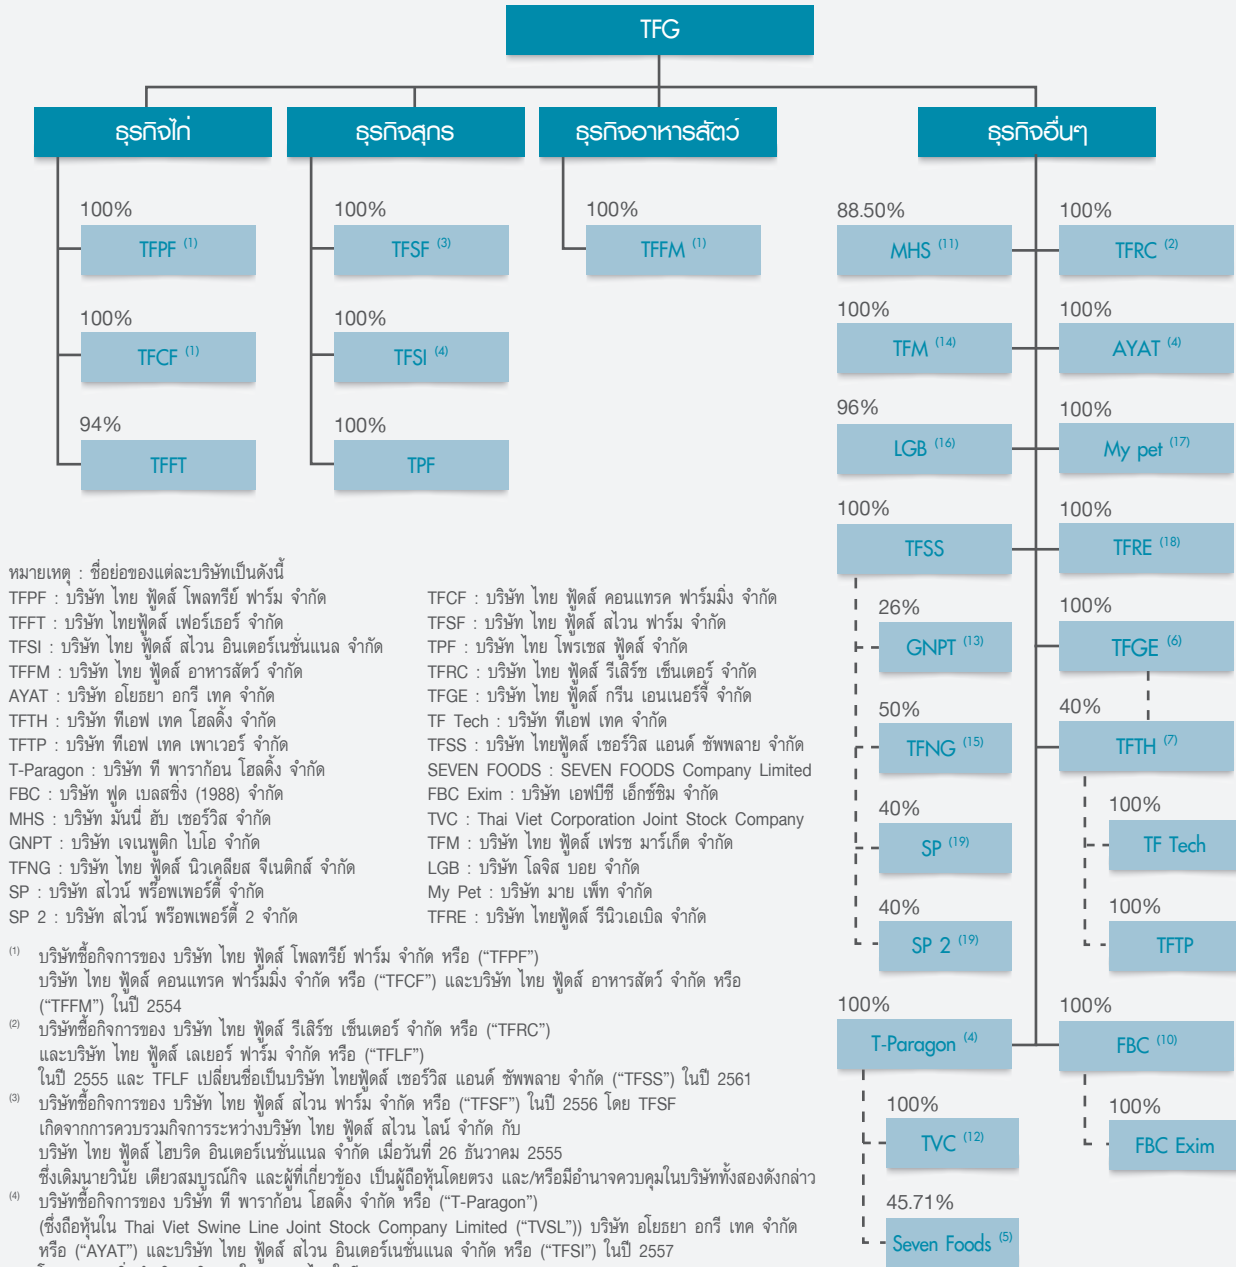 TFG
ธุรกิจไก่
ธุรกิจสุกร
ธุรกิจอาหารสัตว์
ธุรกิจอื่นๆ
100%
TFPF (1)
100%
TFCF (1)
94%
TFFT
100%
TFSF (3)
100%
TFSI (4)
100%
TPF
100%
TFFM (1)
88.50%
MHS (11)
100%
TFRC (2)
100%
TFM (14)
100%
AYAT (4)
96%
LGB (16)
100%
My pet (17)
100%
TFSS
100%
TFRE (18)
26%
GNPT (13)
100%
TFGE (6)
50%
TFNG (15)
40%
TFTH (7)
40%
SP (19)
100%
TF Tech
40%
SP 2 (19)
100%
TFTP
100%
T-Paragon (4)
100%
FBC (10)
100%
TVC (12)
100%
FBC Exim
45.71%
Seven Foods (5)
หมายเหตุ : ชื่อย่อของแต่ละบริษัทเป็นดังนี้
TFPF : บริษัท ไทย ฟู้ดส์ โพลทรีย์ ฟาร์ม จำกัด
TFCF : บริษัท ไทย ฟู้ดส์ คอนแทรค ฟาร์มมิ่ง จำกัด
TFFT : บริษัท ไทยฟู้ดส์ เฟอร์เธอร์ จำกัด
TFSF : บริษัท ไทย ฟู้ดส์ สไวน ฟาร์ม จำกัด
TFSI : บริษัท ไทย ฟู้ดส์ สไวน อินเตอร์เนชั่นแนล จำกัด
TPF : บริษัท ไทย โพรเซส ฟู้ดส์ จำกัด
TFFM : บริษัท ไทย ฟู้ดส์ อาหารสัตว์ จำกัด
TFRC : บริษัท ไทย ฟู้ดส์ รีเสิร์ช เซ็นเตอร์ จำกัด
AYAT : บริษัท อโยธยา อกรี เทค จำกัด
TFGE : บริษัท ไทย ฟู้ดส์ กรีน เอนเนอร์จี้ จำกัด
TFTH : บริษัท ทีเอฟ เทค โฮลดิ้ง จำกัด
TF Tech : บริษัท ทีเอฟ เทค จำกัด
TFTP : บริษัท ทีเอฟ เทค เพาเวอร์ จำกัด
TFSS : บริษัท ไทยฟู้ดส์ เซอร์วิส แอนด์ ซัพพลาย จำกัด
T-Paragon : บริษัท ที พาราก้อน โฮลดิ้ง จำกัด
SEVEN FOODS : SEVEN FOODS Company Limited
FBC : บริษัท ฟูด เบลสชิ่ง (1988) จำกัด
FBC Exim : บริษัท เอฟบีซี เอ็กซ์ซิม จำกัด
MHS : บริษัท มันนี่ ฮับ เซอร์วิส จำกัด
TVC : Thai Viet Corporation Joint Stock Company
GNPT : บริษัท เจเนพูติก ไบโอ จำกัด
TFM : บริษัท ไทย ฟู้ดส์ เฟรช มาร์เก็ต จำกัด
TFNG : บริษัท ไทย ฟู้ดส์ นิวเคลียส จีเนติกส์ จำกัด
LGB : บริษัท โลจิส บอย จำกัด
SP : บริษัท สไวน์ พร๊อพเพอร์ตี้ จำกัด
My Pet : บริษัท มาย เพ็ท จำกัด
SP 2 : บริษัท สไวน์ พร๊อพเพอร์ตี้ 2 จำกัด
TFRE : บริษัท ไทยฟู้ดส์ รีนิวเอเบิล จำกัด
(1) บริษัทซื้อกิจการของ บริษัท ไทย ฟู้ดส์ โพลทรีย์ ฟาร์ม จำกัด หรือ (“TFPF”)
บริษัท ไทย ฟู้ดส์ คอนแทรค ฟาร์มมิ่ง จำกัด หรือ (“TFCF”) และบริษัท ไทย ฟู้ดส์ อาหารสัตว์ จำกัด หรือ
(“TFFM”) ในปี 2554
(2) บริษัทซื้อกิจการของ บริษัท ไทย ฟู้ดส์ รีเสิร์ช เซ็นเตอร์ จำกัด หรือ (“TFRC”)
และบริษัท ไทย ฟู้ดส์ เลเยอร์ ฟาร์ม จำกัด หรือ (“TFLF”)
ในปี 2555 และ TFLF เปลี่ยนชื่อเป็นบริษัท ไทยฟู้ดส์ เซอร์วิส แอนด์ ซัพพลาย จำกัด (“TFSS”) ในปี 2561
(3) บริษัทซื้อกิจการของ บริษัท ไทย ฟู้ดส์ สไวน ฟาร์ม จำกัด หรือ (“TFSF”) ในปี 2556 โดย TFSF
เกิดจากการควบรวมกิจการระหว่างบริษัท ไทย ฟู้ดส์ สไวน ไลน์ จำกัด กับ
บริษัท ไทย ฟู้ดส์ ไฮบริด อินเตอร์เนชั่นแนล จำกัด เมื่อวันที่ 26 ธันวาคม 2555
ซึ่งเดิมนายวินัย เตียวสมบูรณ์กิจ และผู้ที่เกี่ยวข้อง เป็นผู้ถือหุ้นโดยตรง และ/หรือมีอำนาจควบคุมในบริษัททั้งสองดังกล่าว
(4) บริษัทซื้อกิจการของ บริษัท ที พาราก้อน โฮลดิ้ง จำกัด หรือ (“T-Paragon”)
(ซึ่งถือหุ้นใน Thai Viet Swine Line Joint Stock Company Limited (“TVSL”)) บริษัท อโยธยา อกรี เทค จำกัด
หรือ (“AYAT”) และบริษัท ไทย ฟู้ดส์ สไวน อินเตอร์เนชั่นแนล จำกัด หรือ (“TFSI”) ในปี 2557